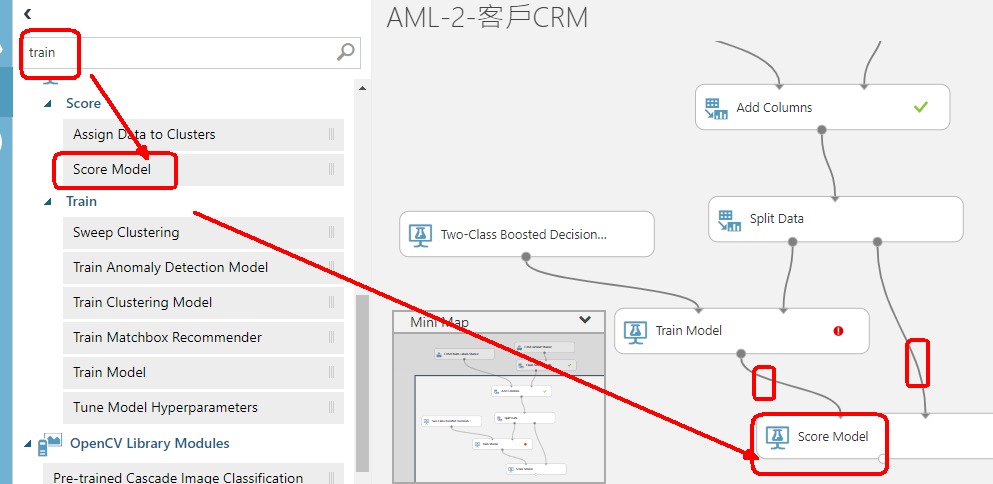 AML-2-客戶CRM
train
Score
Assign Data to Clusters
Score Model
Train
Sweep Clustering
Train Anomaly Detection Model
Train Clustering Model
Train Matchbox Recommender
Train Model
Tune Model Hyperparameters
OpenCV Library Modules
Pre-trained Cascade Image Classification
Add Columns
Split Data
Two-Class Boosted Decision...
Train Model
Mini Map
Score Model